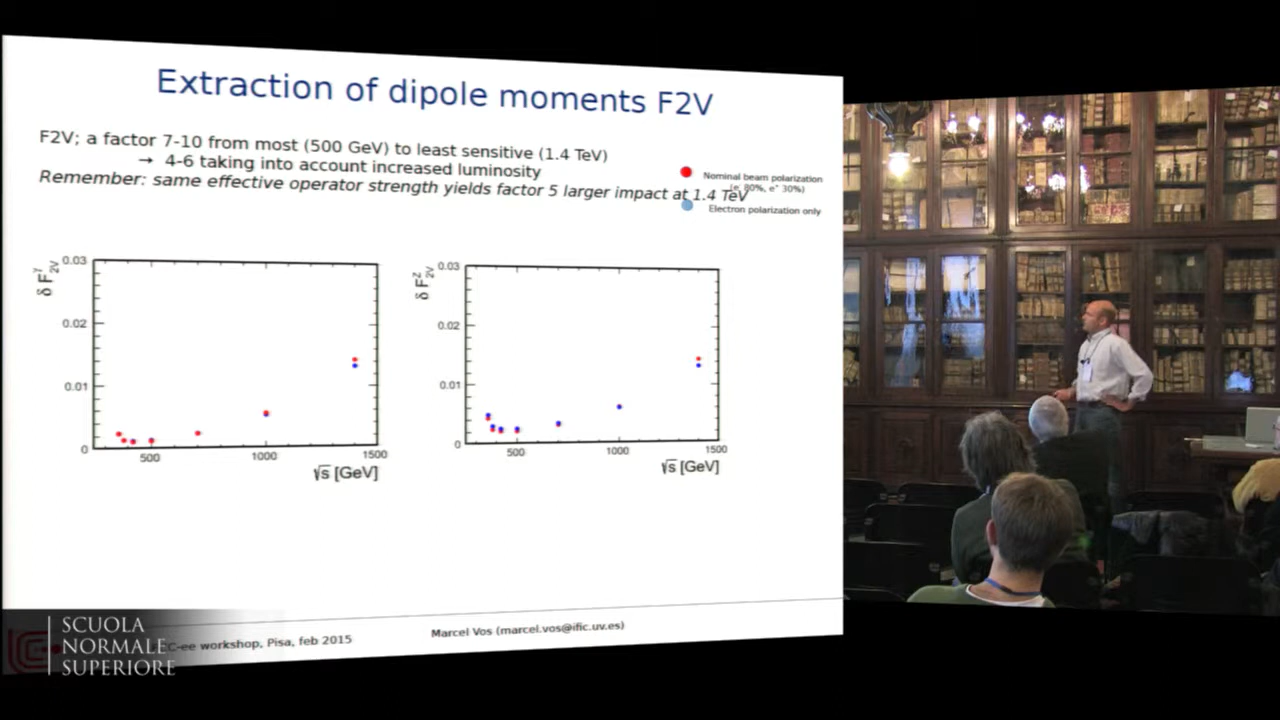 Extraction of dipole moments F2V
F2V; a factor 7-10 from most (500 GeV) to least sensitive (1.4 TeV)
→ 4-6 taking into account increased luminosity
Remember: same effective operator strength yields factor 5 larger impact at 1.4 TeV
Nominal beam polarization
(e⁻ 80%, e⁺ 30%)
Electron polarization only
δ F₂ᵥ^γ
0.03
0.02
0.01
0
500
1000
1500
√s [GeV]
δ F₂ᵥ^Z
0.03
0.02
0.01
0
500
1000
1500
√s [GeV]
C-ee workshop, Pisa, feb 2015
Marcel Vos (marcel.vos@ific.uv.es)
SCUOLA
NORMALE
SUPERIORE